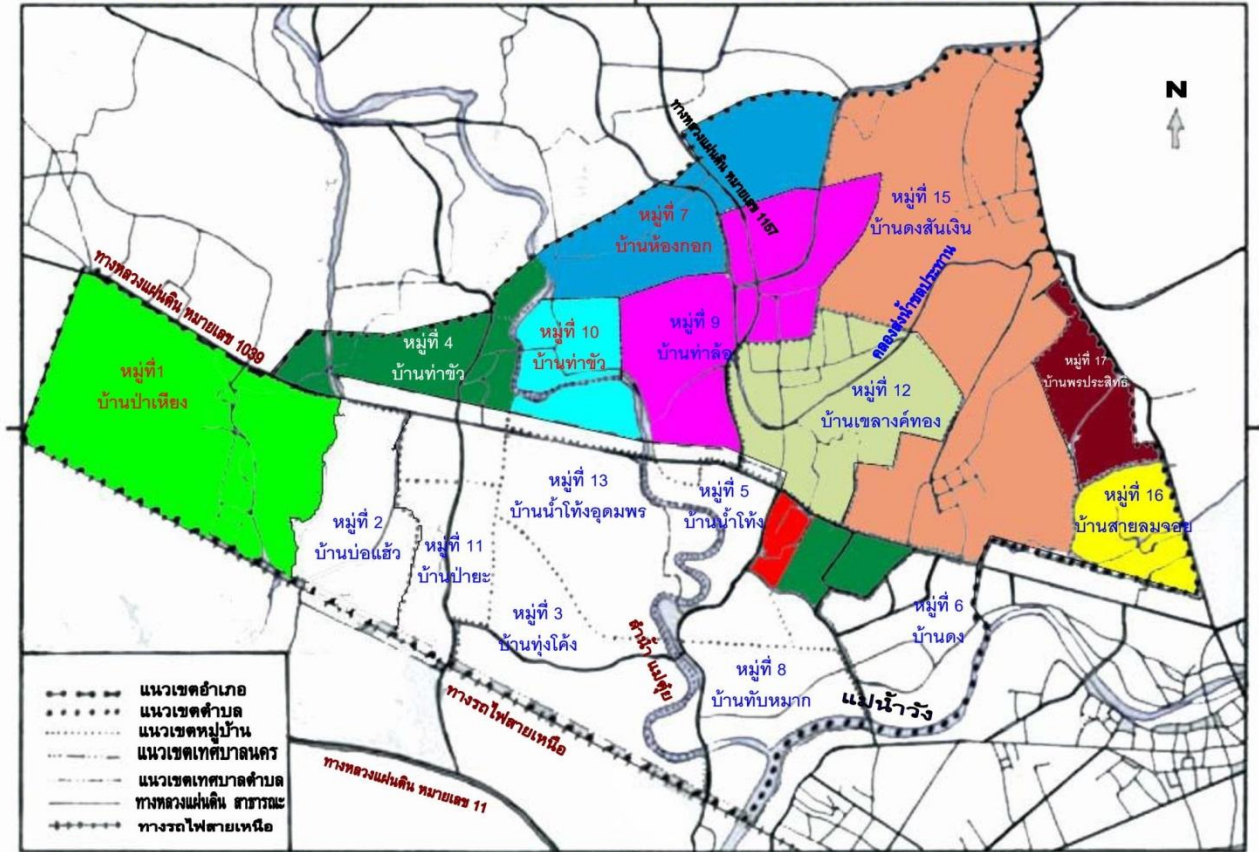 N
ทางหลวงแผ่นดิน หมายเลข 1157
หมู่ที่ 15
บ้านดงสันเงิน
หมู่ที่ 7
บ้านห้องกอก
ทางหลวงแผ่นดิน หมายเลข 1039
คลองส่งน้ำชลประทาน
หมู่ที่ 10
บ้านท่าขัว
หมู่ที่ 9
บ้านท่าล้อ
หมู่ที่ 4
บ้านท่าขัว
หมู่ที่ 17
บ้านพรประสิทธิ์
หมู่ที่1
บ้านป่าเหียง
หมู่ที่ 12
บ้านเขลางค์ทอง
หมู่ที่ 13
บ้านน้ำโท้งอุดมพร
หมู่ที่ 5
บ้านน้ำโท้ง
หมู่ที่ 16
บ้านสายลมจอย
หมู่ที่ 2
บ้านบ่อแฮ้ว
หมู่ที่ 11
บ้านป่ายะ
หมู่ที่ 3
บ้านทุ่งโค้ง
หมู่ที่ 6
บ้านดง
ลำน้ำ แม่ตุ๋ย
หมู่ที่ 8
บ้านทับหมาก
แม่น้ำวัง
ทางรถไฟสายเหนือ
ทางหลวงแผ่นดิน หมายเลข 11
แนวเขตอำเภอ
แนวเขตตำบล
แนวเขตหมู่บ้าน
แนวเขตเทศบาลนคร
แนวเขตเทศบาลตำบล
ทางหลวงแผ่นดิน สาธารณะ
ทางรถไฟสายเหนือ